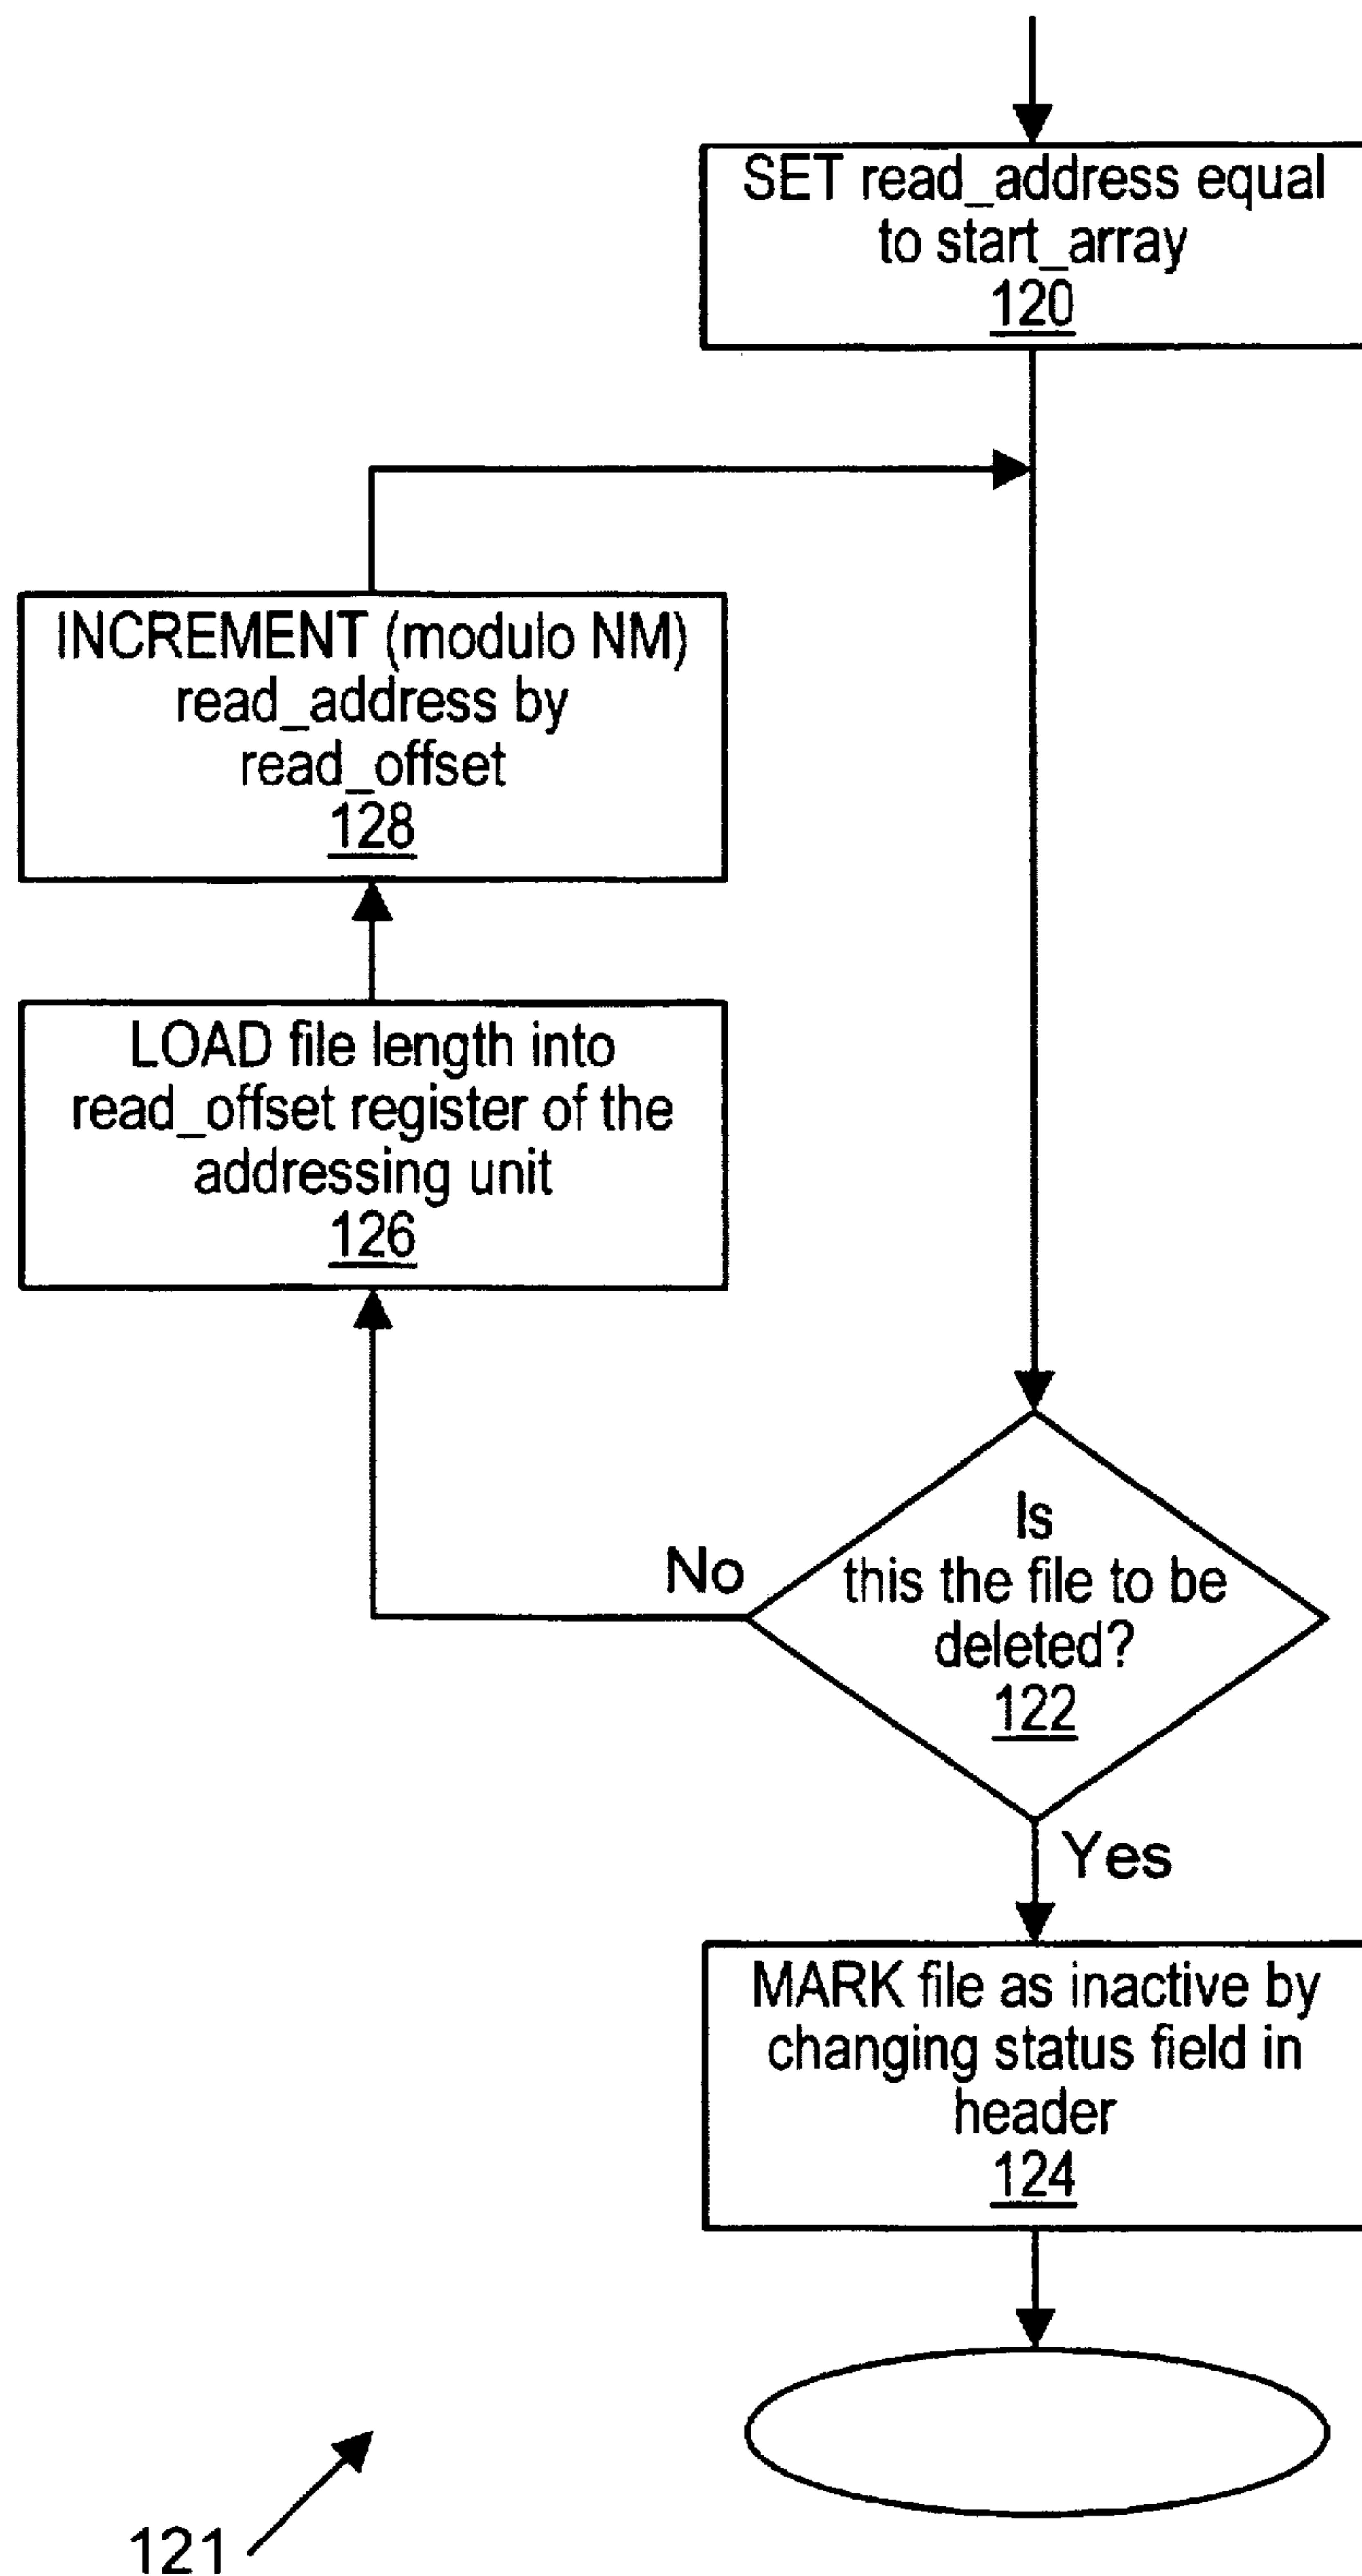 SET read_address equal
to start_array
120
INCREMENT (modulo NM)
read_address by
read_offset
128
LOAD file length into
read_offset register of the
addressing unit
126
Is
this the file to be
deleted?
122
No
Yes
MARK file as inactive by
changing status field in
header
124
121